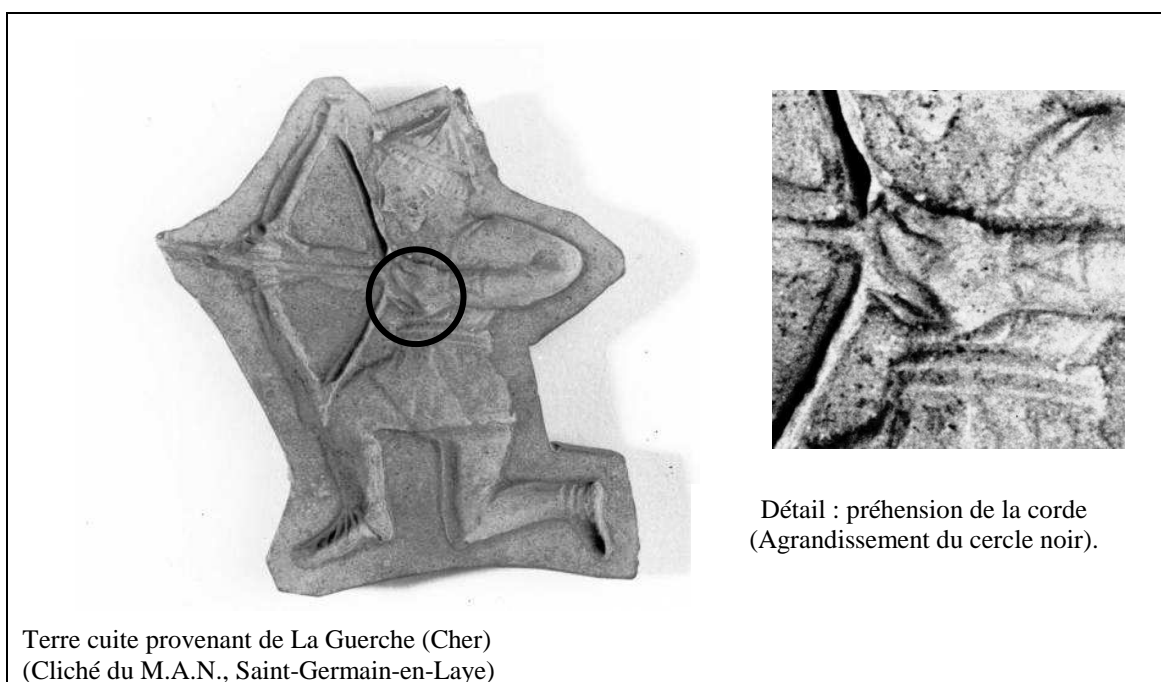 Détail : préhension de la corde
(Agrandissement du cercle noir).
Terre cuite provenant de La Guerche (Cher)
(Cliché du M.A.N., Saint-Germain-en-Laye)